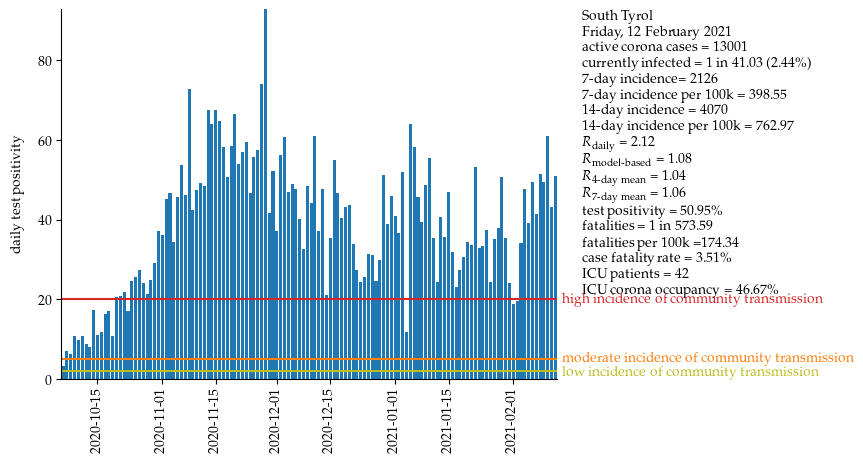 South Tyrol
Friday, 12 February 2021
active corona cases = 13001
currently infected = 1 in 41.03 (2.44%)
7-day incidence= 2126
7-day incidence per 100k = 398.55
14-day incidence = 4070
14-day incidence per 100k = 762.97
R daily = 2.12
R model-based = 1.08
R 4-day mean = 1.04
R 7-day mean = 1.06
test positivity = 50.95%
fatalities = 1 in 573.59
fatalities per 100k =174.34
case fatality rate = 3.51%
ICU patients = 42
ICU corona occupancy = 46.67%
high incidence of community transmission
moderate incidence of community transmission
low incidence of community transmission
daily test positivity
80
60
40
20
0
2020-10-15
2020-11-01
2020-11-15
2020-12-01
2020-12-15
2021-01-01
2021-01-15
2021-02-01